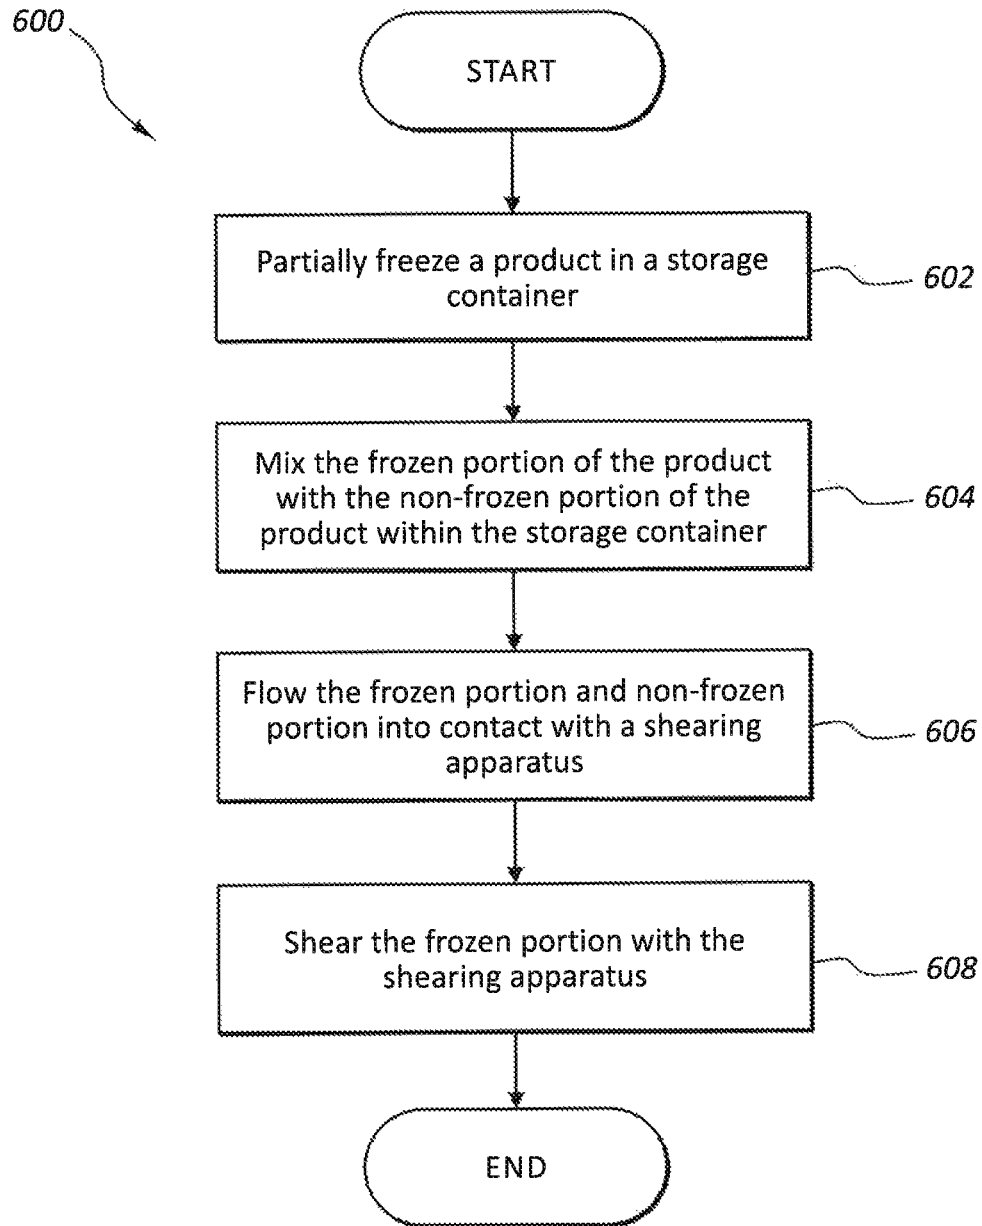 600
START
Partially freeze a product in a storage
container
602
Mix the frozen portion of the product
with the non-frozen portion of the
product within the storage container
604
Flow the frozen portion and non-frozen
portion into contact with a shearing
apparatus
606
Shear the frozen portion with the
shearing apparatus
608
END